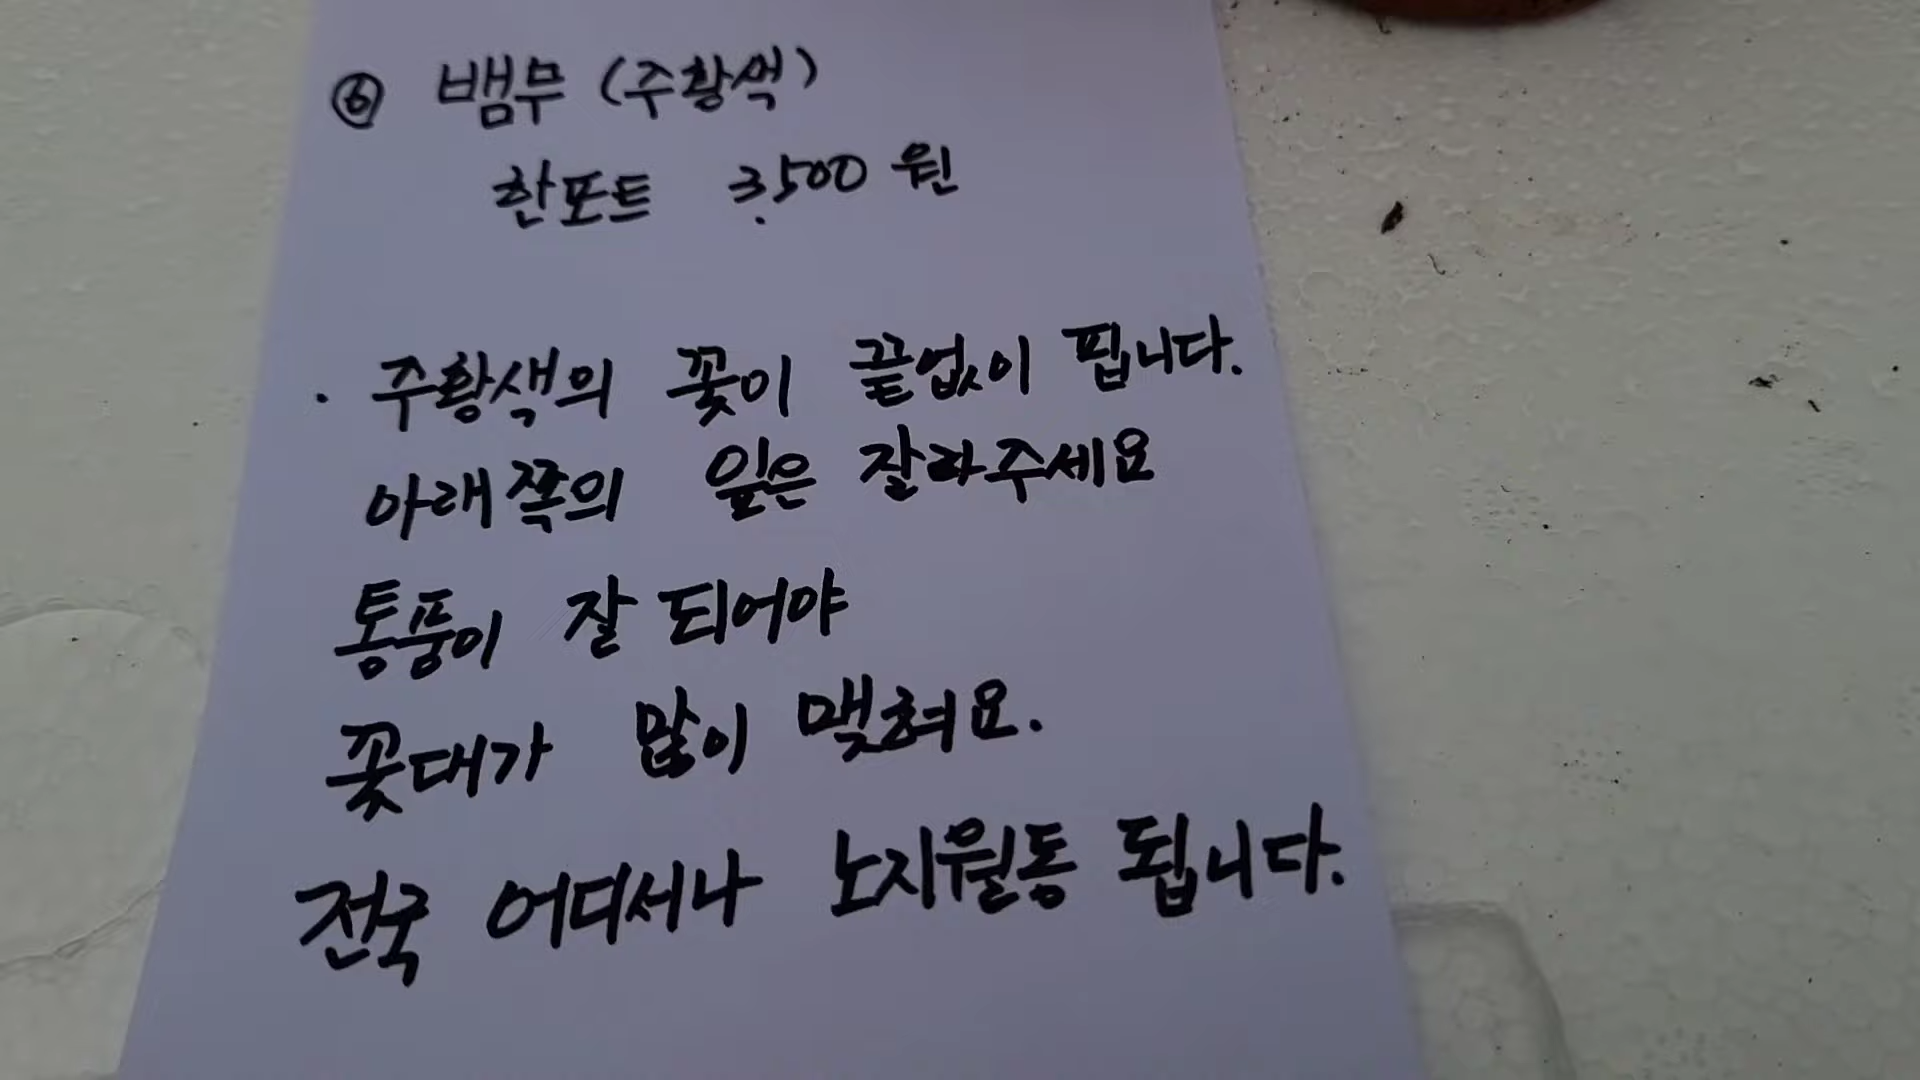 ⑥ 뱀무 (주황색)
한포트 3,500 원
· 주황색의 꽃이 끝없이 핍니다.
아래쪽의 잎은 잘라주세요
통풍이 잘 되어야
꽃대가 많이 맺혀요.
전국 어디서나 노지월동 됩니다.